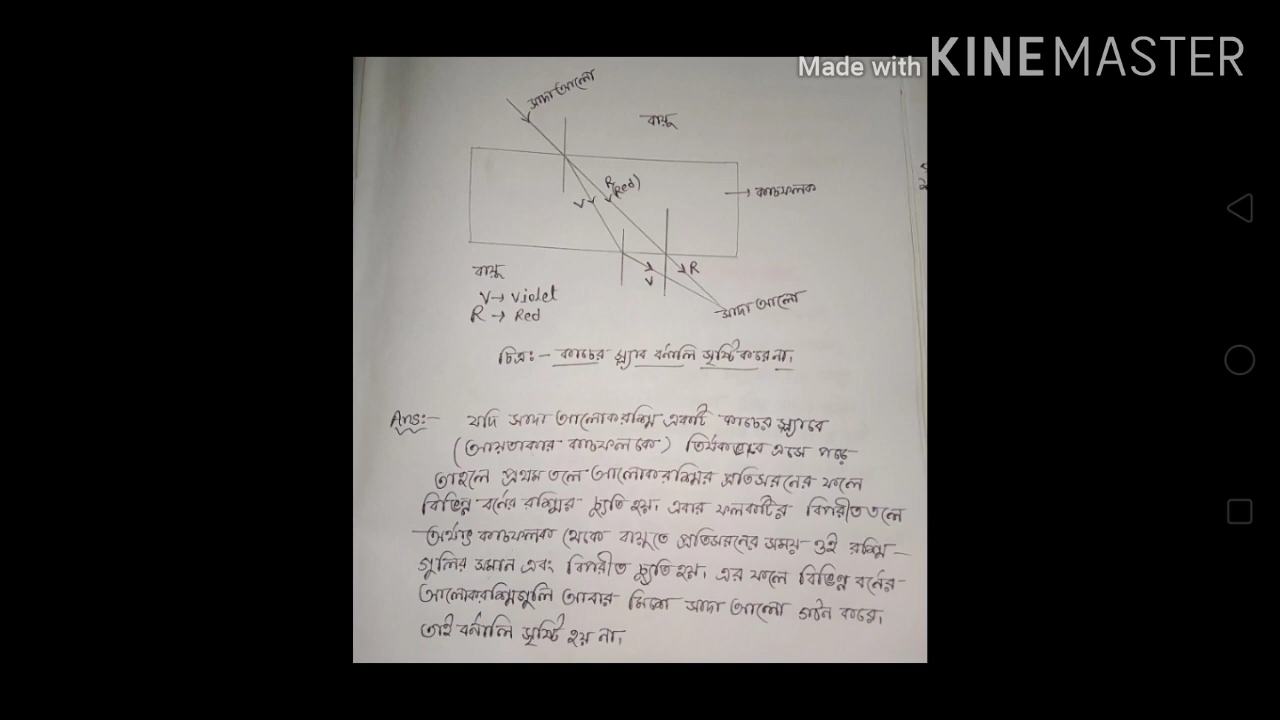 Made with KINEMASTER
সাদা আলো
বায়ু
R (Red)
V
→ কাচফলক
R
V
বায়ু
V → Violet
R → Red
সাদা আলো
চিত্র:- কাচের স্ল্যাব বর্নালি সৃষ্টি করে না।
Ans:- যদি সাদা আলোকরশ্মি একটি কাচের স্ল্যাবে
(আয়তাকার কাচফলকে) তির্যকভাবে এসে পড়ে
তাহলে প্রথম তলে আলোকরশ্মির প্রতিসরনের ফলে
বিভিন্ন বর্নের রশ্মির চ্যুতি হয়। এবার ফলকটির বিপরীত তলে
অর্থাৎ কাচফলক থেকে বায়ুতে প্রতিসরনের সময় ওই রশ্মি-
গুলির সমান এবং বিপরীত চ্যুতি হয়। এর ফলে বিভিন্ন বর্নের
আলোকরশ্মিগুলি আবার মিশে সাদা আলো গঠন করে,
তাই বর্নালি সৃষ্টি হয় না।